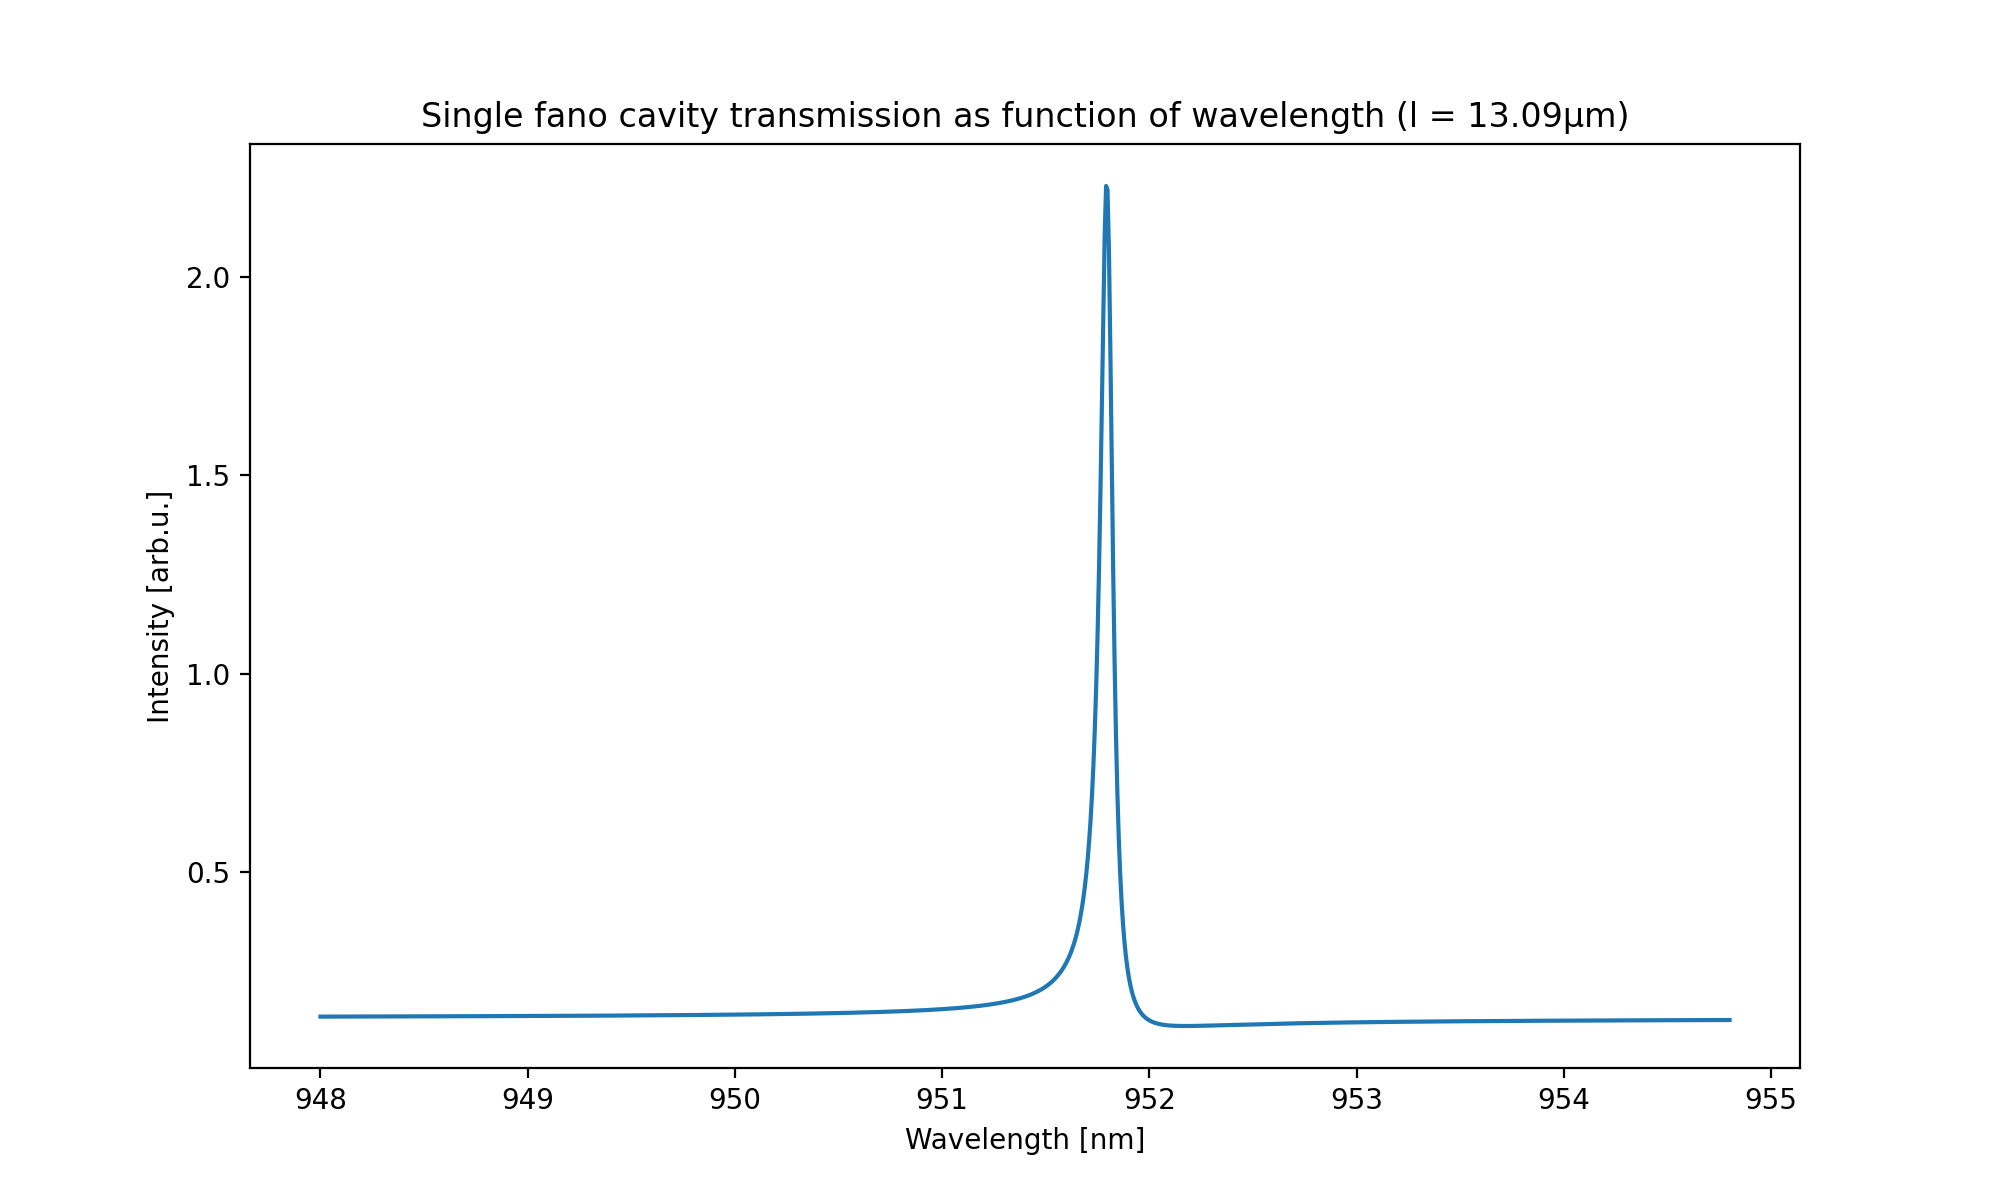 Single fano cavity transmission as function of wavelength (l = 13.09μm)
Intensity [arb.u.]
2.0
1.5
1.0
0.5
948 949 950 951 952 953 954 955
Wavelength [nm]